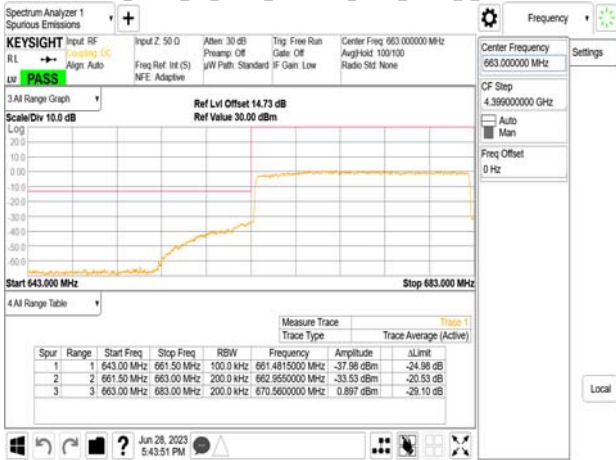 Spectrum Analyzer 1
Spurious Emissions
Frequency
KEYSIGHT
Input: RF
Input Z: 50 Ω
Atten: 30 dB
Trig: Free Run
Center Freq: 663.000000 MHz
RL
Coupling: DC
Preamp: Off
Gate: Off
Avg|Hold: 100/100
Align: Auto
Freq Ref: Int (S)
µW Path: Standard
IF Gain: Low
Radio Std: None
NFE: Adaptive
LV PASS
Center Frequency
663.000000 MHz
Settings
CF Step
4.399000000 GHz
Auto
Man
Freq Offset
0 Hz
3 All Range Graph
Ref Lvl Offset 14.73 dB
Scale/Div 10.0 dB
Ref Value 30.00 dBm
Log
20.0
10.0
0.00
-10.0
-20.0
-30.0
-40.0
-50.0
-60.0
Start 643.000 MHz
Stop 683.000 MHz
4 All Range Table
Measure Trace Trace 1
Trace Type Trace Average (Active)
Spur Range Start Freq Stop Freq RBW Frequency Amplitude ΔLimit
1 1 643.00 MHz 661.50 MHz 100.0 kHz 661.4815000 MHz -37.98 dBm -24.98 dB
2 2 661.50 MHz 663.00 MHz 200.0 kHz 662.9550000 MHz -33.53 dBm -20.53 dB
3 3 663.00 MHz 683.00 MHz 200.0 kHz 670.5600000 MHz 0.897 dBm -29.10 dB
Local
Jun 28, 2023
5:43:51 PM